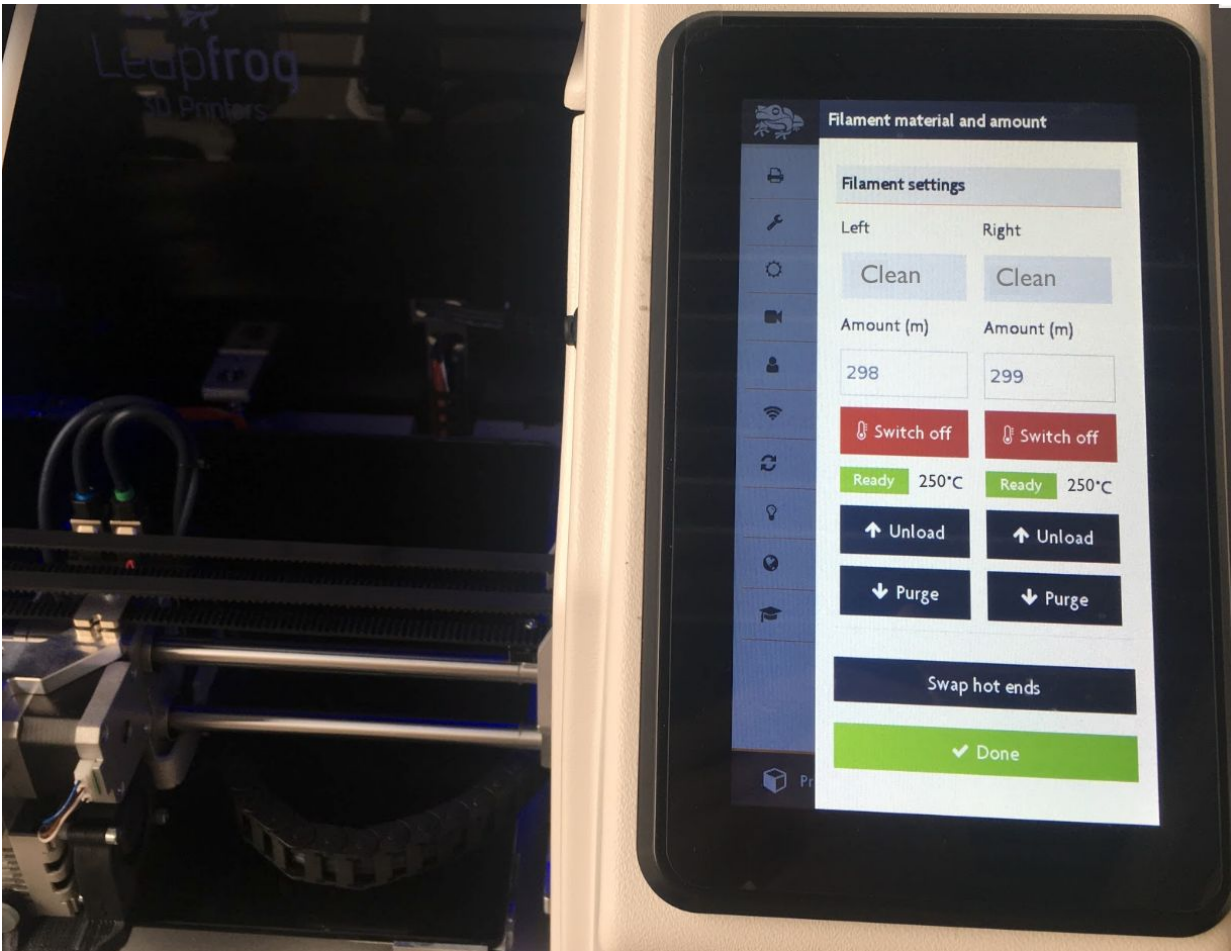 Leapfrog
3D Printers
Filament material and amount
Filament settings
Left Right
Clean Clean
Amount (m) Amount (m)
298 299
Switch off Switch off
Ready 250°C Ready 250°C
Unload Unload
Purge Purge
Swap hot ends
Done
Pr